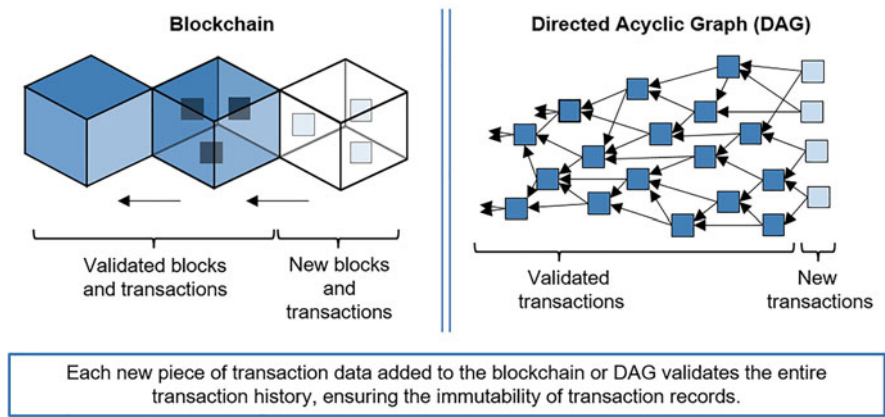 Blockchain
Validated blocks
and transactions
New blocks
and
transactions
Directed Acyclic Graph (DAG)
Validated
transactions
New
transactions
Each new piece of transaction data added to the blockchain or DAG validates the entire
transaction history, ensuring the immutability of transaction records.